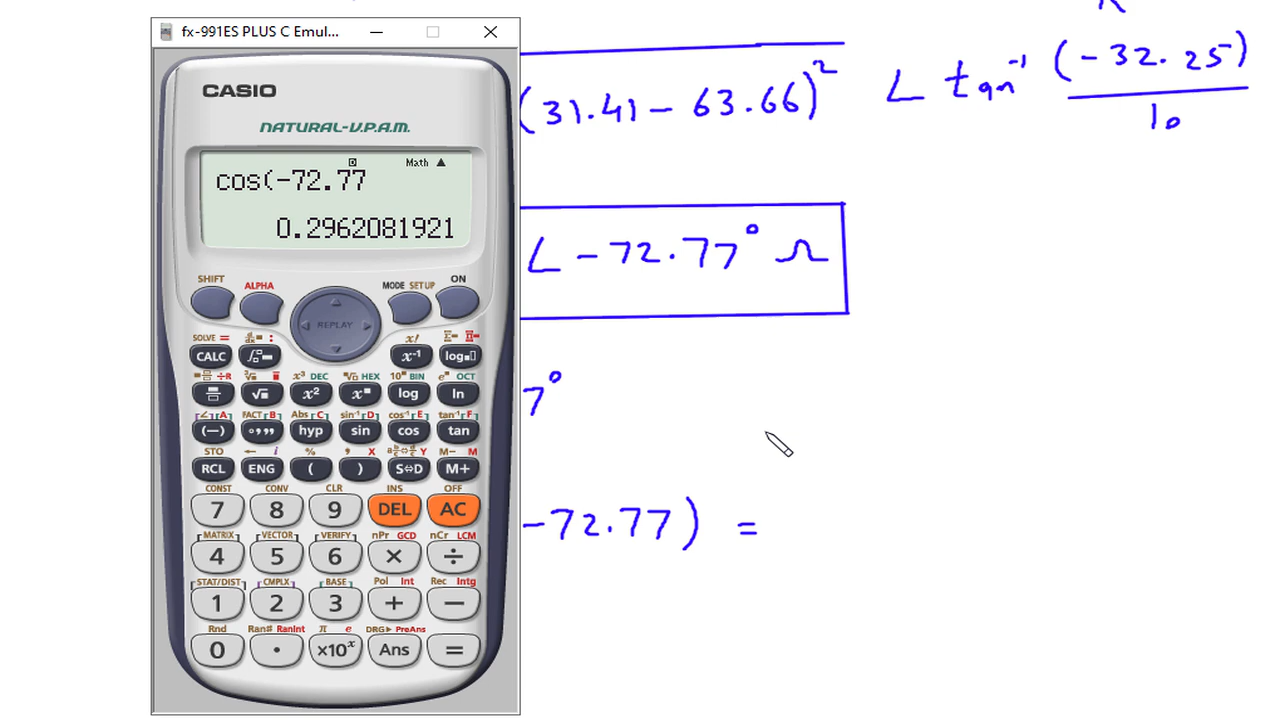 fx-991ES PLUS C Emul...
CASIO
NATURAL-V.P.A.M.
D Math ▲
cos(-72.77
0.2962081921
SHIFT ALPHA MODE SETUP ON
REPLAY
SOLVE = x! 
CALC x⁻¹ log
÷R x³ DEC HEX 10 BIN e OCT
√ x² log ln
[∠] [A] FACT [B] Abs [C] sin⁻¹ [D] cos⁻¹ [E] tan⁻¹ [F]
(−) °,,, hyp sin cos tan
STO ← i % , X Y M− M
RCL ENG ( ) S⇔D M+
CONST CONV CLR INS OFF
7 8 9 DEL AC
[MATRIX] [VECTOR] [VERIFY] nPr GCD nCr LCM
4 5 6 × ÷
[STAT/DIST] [CMPLX] [BASE] Pol Int Rec Intg
1 2 3 + −
Rnd Ran# RanInt π e DRG▶ PreAns
0 . ×10ˣ Ans =
(31.41 - 63.66)² ∠ tan⁻¹ (-32.25)
10
∠ -72.77° Ω
7°
-72.77) =